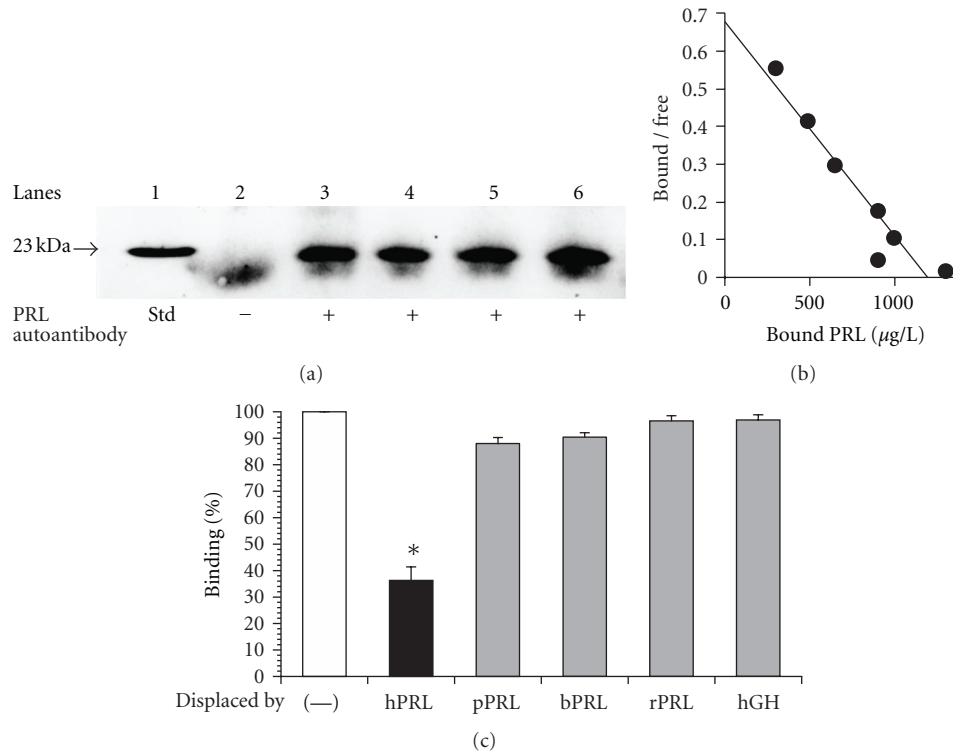 Lanes 1 2 3 4 5 6
23 kDa
PRL autoantibody Std − + + + +
(a)
0.7
0.6
0.5
0.4
0.3
0.2
0.1
0
Bound / free
0 500 1000
Bound PRL (μg/L)
(b)
100
90
80
70
60
50
40
30
20
10
0
Binding (%)
*
Displaced by (—) hPRL pPRL bPRL rPRL hGH
(c)